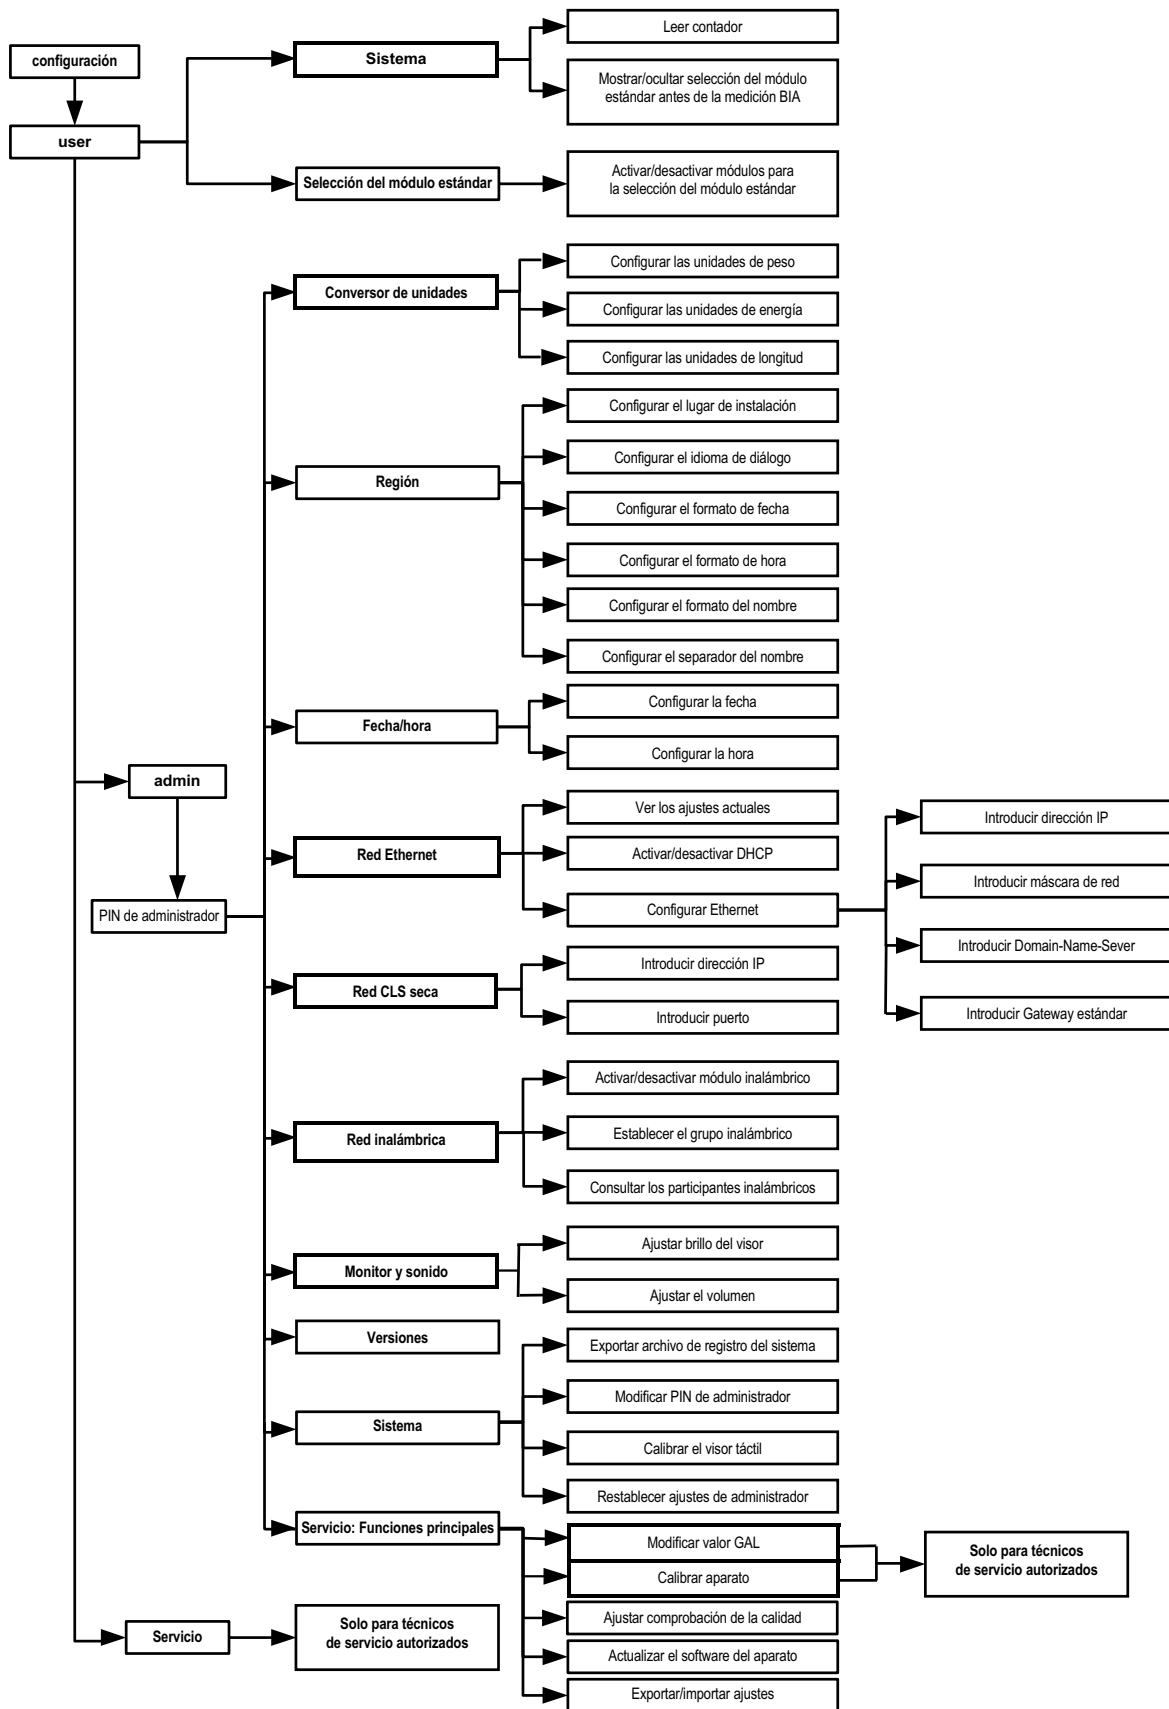 configuración
user
Sistema
Leer contador
Mostrar/ocultar selección del módulo
estándar antes de la medición BIA
Selección del módulo estándar
Activar/desactivar módulos para
la selección del módulo estándar
admin
PIN de administrador
Conversor de unidades
Configurar las unidades de peso
Configurar las unidades de energía
Configurar las unidades de longitud
Región
Configurar el lugar de instalación
Configurar el idioma de diálogo
Configurar el formato de fecha
Configurar el formato de hora
Configurar el formato del nombre
Configurar el separador del nombre
Fecha/hora
Configurar la fecha
Configurar la hora
Red Ethernet
Ver los ajustes actuales
Activar/desactivar DHCP
Configurar Ethernet
Introducir dirección IP
Introducir máscara de red
Introducir Domain-Name-Sever
Introducir Gateway estándar
Red CLS seca
Introducir dirección IP
Introducir puerto
Red inalámbrica
Activar/desactivar módulo inalámbrico
Establecer el grupo inalámbrico
Consultar los participantes inalámbricos
Monitor y sonido
Ajustar brillo del visor
Ajustar el volumen
Versiones
Sistema
Exportar archivo de registro del sistema
Modificar PIN de administrador
Calibrar el visor táctil
Restablecer ajustes de administrador
Servicio: Funciones principales
Modificar valor GAL
Calibrar aparato
Solo para técnicos
de servicio autorizados
Ajustar comprobación de la calidad
Actualizar el software del aparato
Exportar/importar ajustes
Servicio
Solo para técnicos
de servicio autorizados